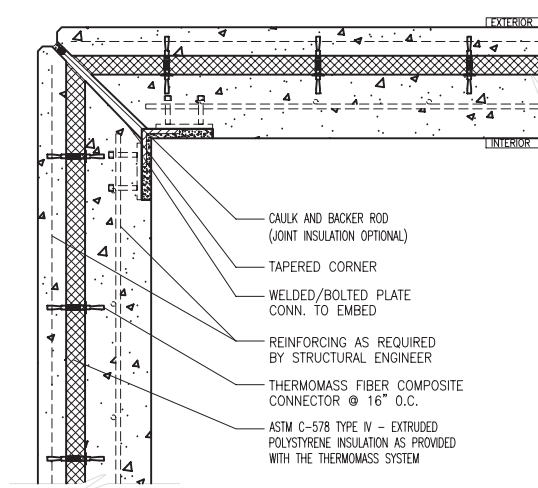 EXTERIOR
INTERIOR
CAULK AND BACKER ROD
(JOINT INSULATION OPTIONAL)
TAPERED CORNER
WELDED/BOLTED PLATE
CONN. TO EMBED
REINFORCING AS REQUIRED
BY STRUCTURAL ENGINEER
THERMOMASS FIBER COMPOSITE
CONNECTOR @ 16" O.C.
ASTM C-578 TYPE IV - EXTRUDED
POLYSTYRENE INSULATION AS PROVIDED
WITH THE THERMOMASS SYSTEM